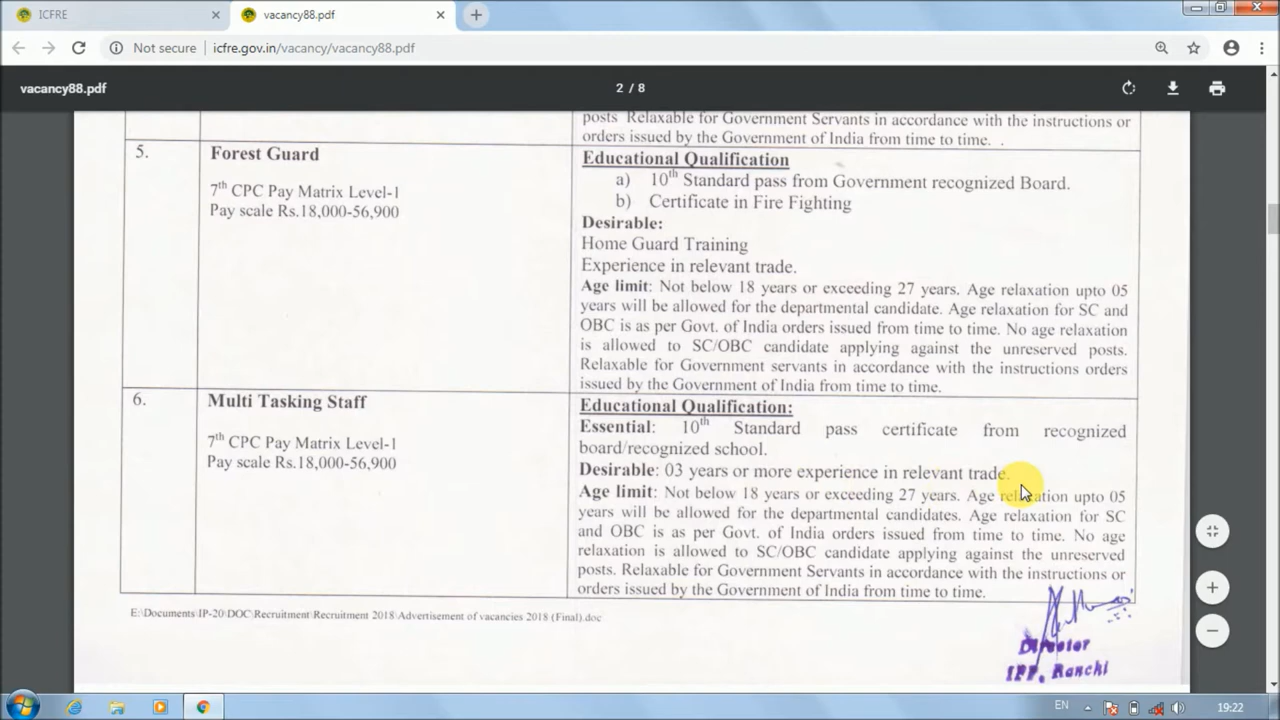 ICFRE
vacancy88.pdf
Not secure
icfre.gov.in/vacancy/vacancy88.pdf
vacancy88.pdf
2 / 8
posts Relaxable for Government Servants in accordance with the instructions or
orders issued by the Government of India from time to time. .
5.
Forest Guard
7th CPC Pay Matrix Level-1
Pay scale Rs.18,000-56,900
Educational Qualification
a) 10th Standard pass from Government recognized Board.
b) Certificate in Fire Fighting
Desirable:
Home Guard Training
Experience in relevant trade.
Age limit: Not below 18 years or exceeding 27 years. Age relaxation upto 05
years will be allowed for the departmental candidate. Age relaxation for SC and
OBC is as per Govt. of India orders issued from time to time. No age relaxation
is allowed to SC/OBC candidate applying against the unreserved posts.
Relaxable for Government servants in accordance with the instructions orders
issued by the Government of India from time to time.
6.
Multi Tasking Staff
7th CPC Pay Matrix Level-1
Pay scale Rs.18,000-56,900
Educational Qualification:
Essential: 10th Standard pass certificate from recognized
board/recognized school.
Desirable: 03 years or more experience in relevant trade.
Age limit: Not below 18 years or exceeding 27 years. Age relaxation upto 05
years will be allowed for the departmental candidates. Age relaxation for SC
and OBC is as per Govt. of India orders issued from time to time. No age
relaxation is allowed to SC/OBC candidate applying against the unreserved
posts. Relaxable for Government Servants in accordance with the instructions or
orders issued by the Government of India from time to time.
E:\Documents IP-20\DOC\Recruitment\Recruitment 2018\Advertisement of vacancies 2018 (Final).doc
Director
IPF, Ranchi
EN
19:22